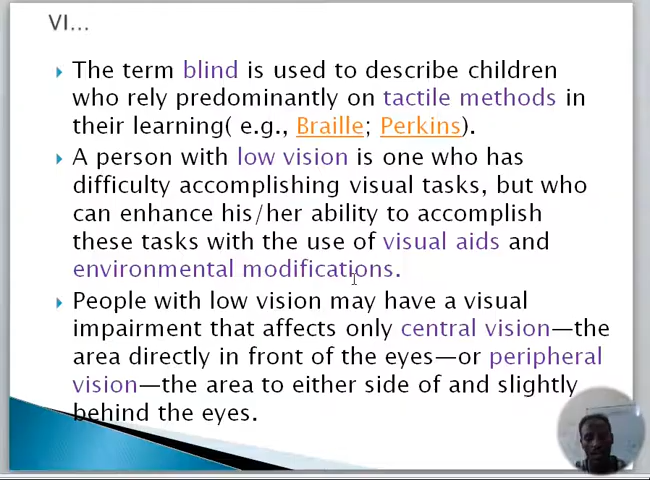 VI...
The term blind is used to describe children
who rely predominantly on tactile methods in
their learning( e.g., Braille; Perkins).
A person with low vision is one who has
difficulty accomplishing visual tasks, but who
can enhance his/her ability to accomplish
these tasks with the use of visual aids and
environmental modifications.
People with low vision may have a visual
impairment that affects only central vision—the
area directly in front of the eyes—or peripheral
vision—the area to either side of and slightly
behind the eyes.